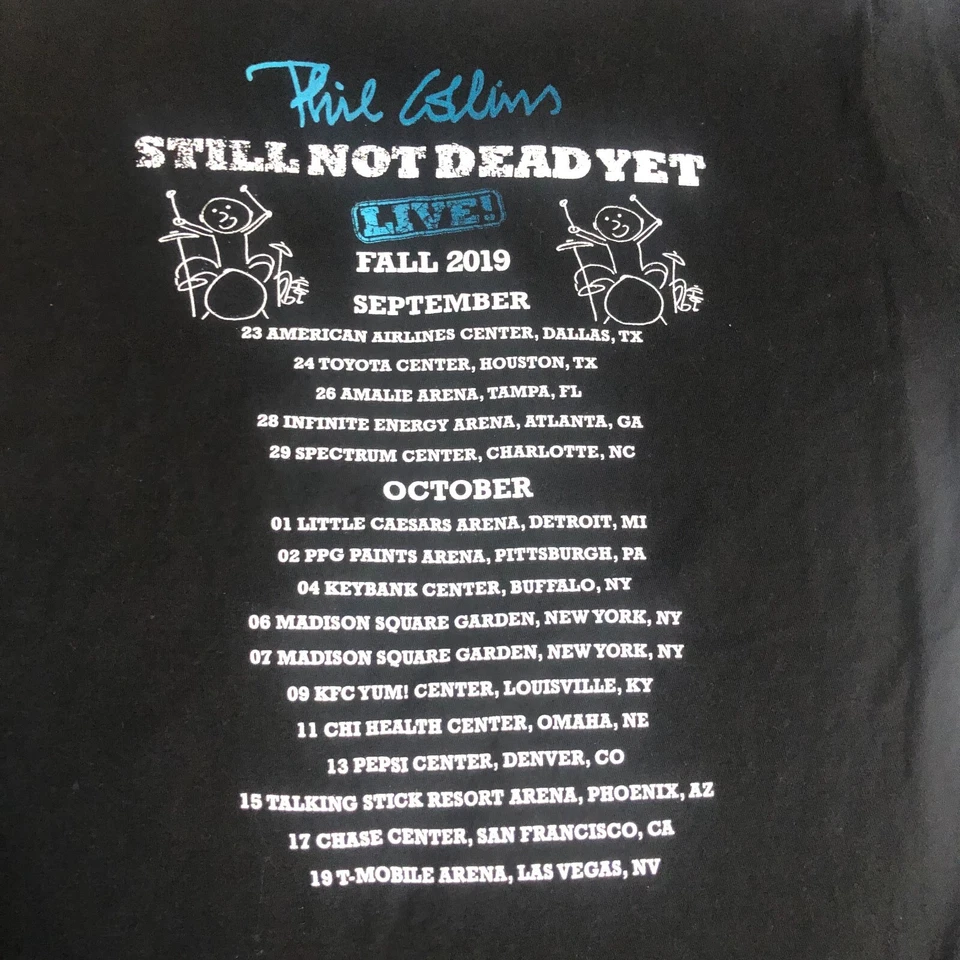 Phil Collins
STILL NOT DEAD YET
LIVE!
FALL 2019
SEPTEMBER
23 AMERICAN AIRLINES CENTER, DALLAS, TX
24 TOYOTA CENTER, HOUSTON, TX
26 AMALIE ARENA, TAMPA, FL
28 INFINITE ENERGY ARENA, ATLANTA, GA
29 SPECTRUM CENTER, CHARLOTTE, NC
OCTOBER
01 LITTLE CAESARS ARENA, DETROIT, MI
02 PPG PAINTS ARENA, PITTSBURGH, PA
04 KEYBANK CENTER, BUFFALO, NY
06 MADISON SQUARE GARDEN, NEW YORK, NY
07 MADISON SQUARE GARDEN, NEW YORK, NY
09 KFC YUM! CENTER, LOUISVILLE, KY
11 CHI HEALTH CENTER, OMAHA, NE
13 PEPSI CENTER, DENVER, CO
15 TALKING STICK RESORT ARENA, PHOENIX, AZ
17 CHASE CENTER, SAN FRANCISCO, CA
19 T-MOBILE ARENA, LAS VEGAS, NV